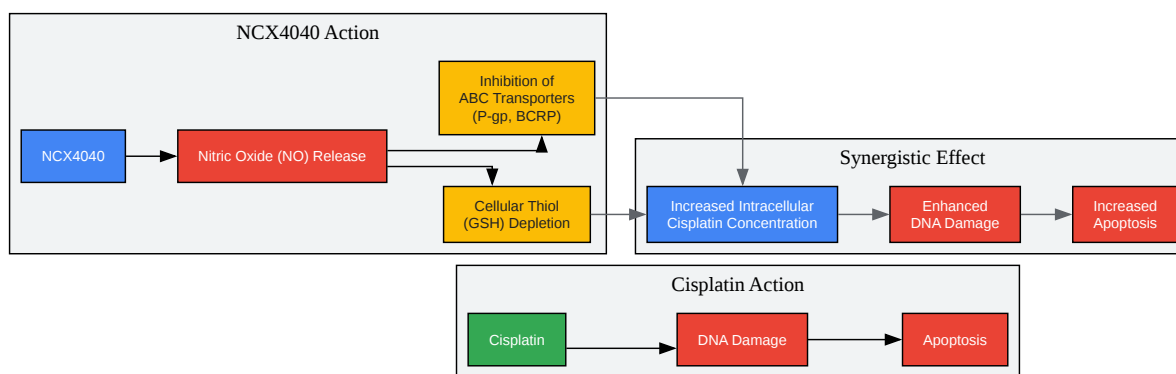 NCX4040 Action
NCX4040
Nitric Oxide (NO) Release
Inhibition of
ABC Transporters
(P-gp, BCRP)
Cellular Thiol
(GSH) Depletion
Synergistic Effect
Increased Intracellular
Cisplatin Concentration
Enhanced
DNA Damage
Increased
Apoptosis
Cisplatin Action
Cisplatin
DNA Damage
Apoptosis